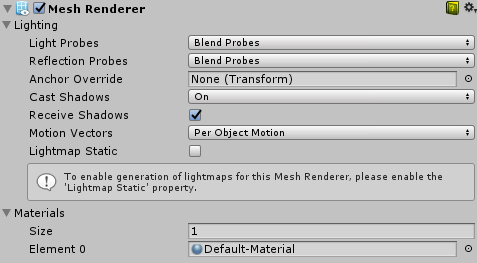 Mesh Renderer
Lighting
Light Probes Blend Probes
Reflection Probes Blend Probes
Anchor Override None (Transform)
Cast Shadows On
Receive Shadows
Motion Vectors Per Object Motion
Lightmap Static
To enable generation of lightmaps for this Mesh Renderer, please enable the
'Lightmap Static' property.
Materials
Size 1
Element 0 Default-Material